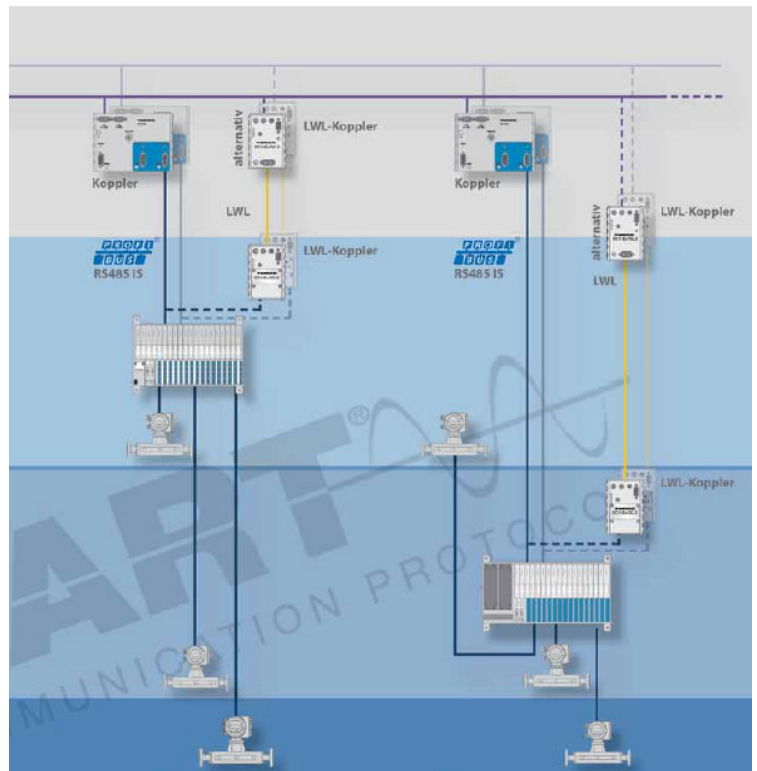 alternativ
LWL-Koppler
Koppler
LWL
PROFI
BUS
RS485 IS
LWL-Koppler
alternativ
LWL-Koppler
Koppler
PROFI
BUS
RS485 IS
LWL
LWL-Koppler
ART®
MUNICATION PROTOCO